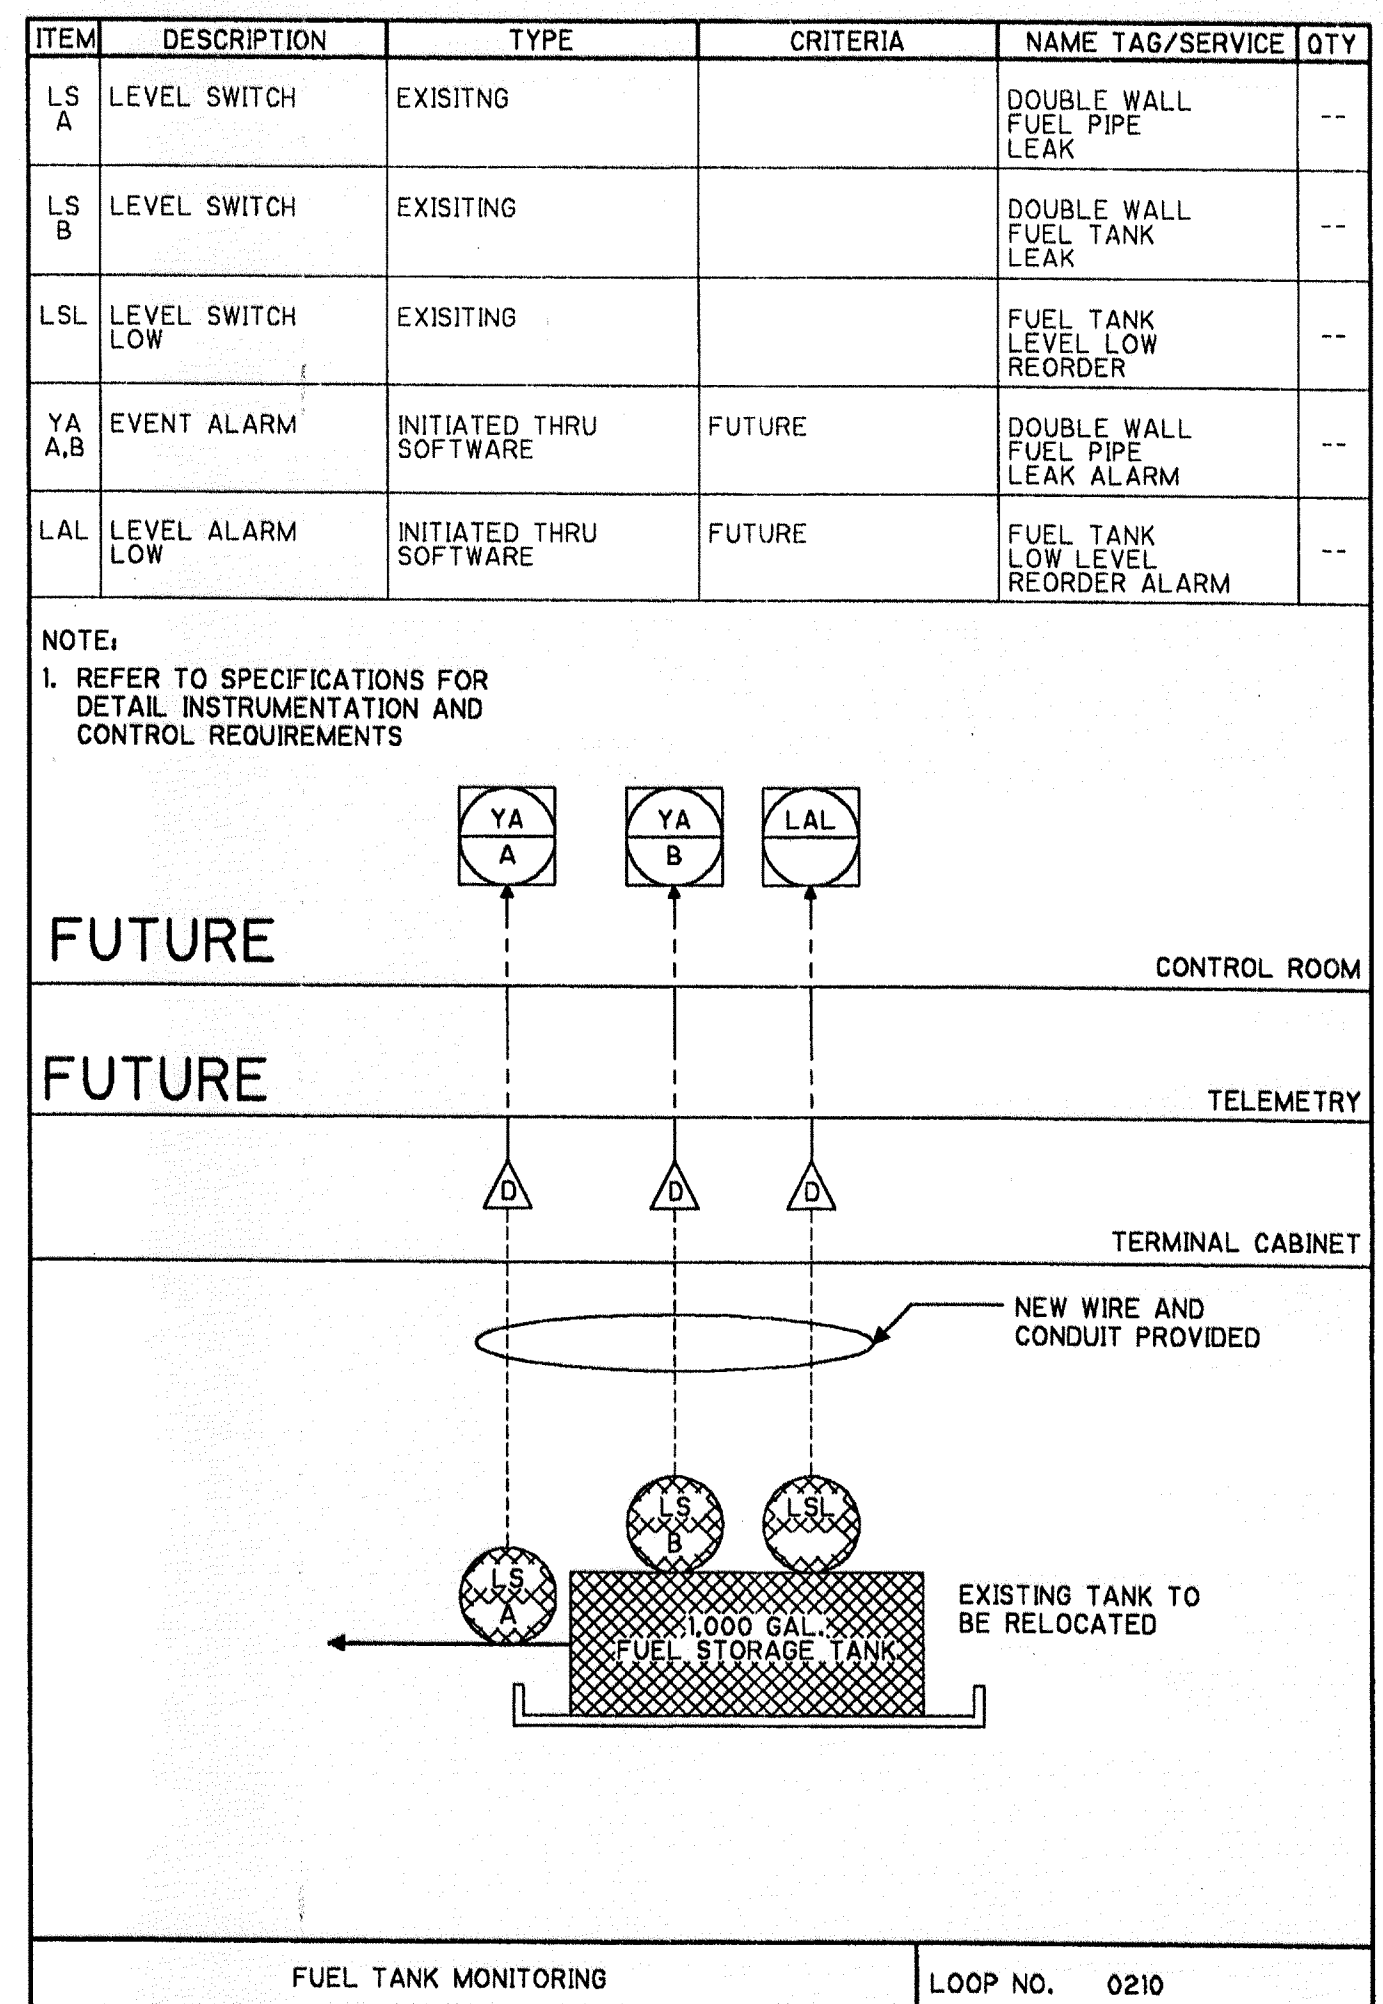 ITEM DESCRIPTION TYPE CRITERIA NAME TAG/SERVICE QTY
LS LEVEL SWITCH EXISITNG DOUBLE WALL
A FUEL PIPE --
LEAK
LS LEVEL SWITCH EXISITING DOUBLE WALL
B FUEL TANK --
LEAK
LSL LEVEL SWITCH EXISITING FUEL TANK
LOW LEVEL LOW --
REORDER
YA EVENT ALARM INITIATED THRU FUTURE DOUBLE WALL
A,B SOFTWARE FUEL PIPE --
LEAK ALARM
LAL LEVEL ALARM INITIATED THRU FUTURE FUEL TANK
LOW SOFTWARE LOW LEVEL --
REORDER ALARM
NOTE:
1. REFER TO SPECIFICATIONS FOR
DETAIL INSTRUMENTATION AND
CONTROL REQUIREMENTS
YA YA LAL
A B
FUTURE
CONTROL ROOM
FUTURE
TELEMETRY
D D D
TERMINAL CABINET
NEW WIRE AND
CONDUIT PROVIDED
LS LSL
B
LS
A
EXISTING TANK TO
BE RELOCATED
1,000 GAL.
FUEL STORAGE TANK
FUEL TANK MONITORING LOOP NO. 0210